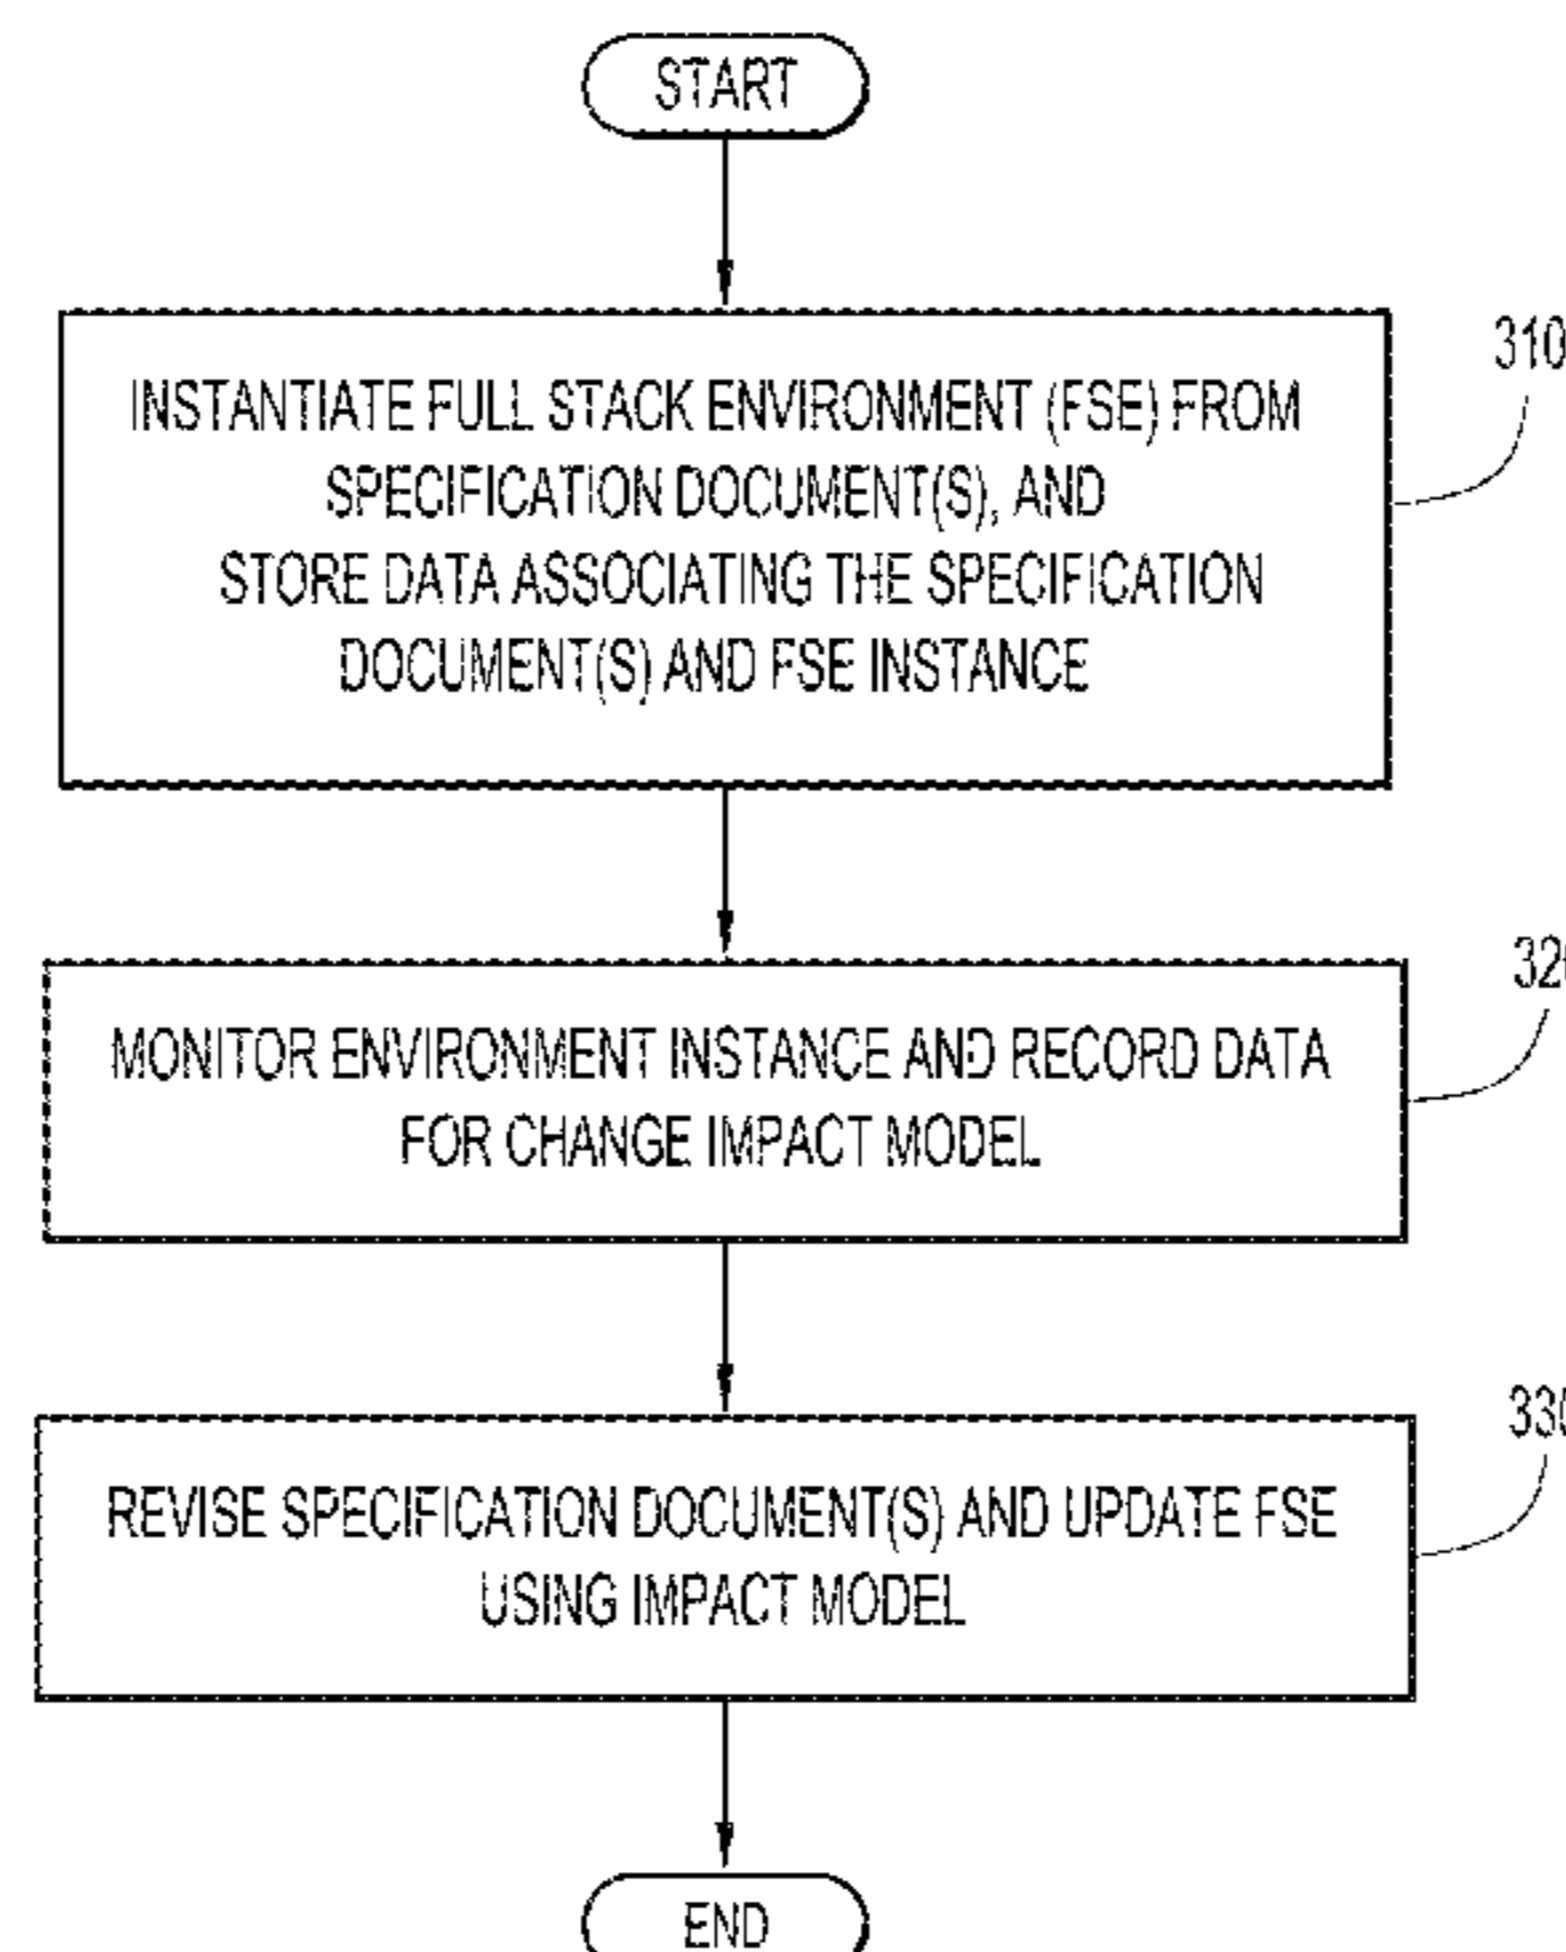 START
310
INSTANTIATE FULL STACK ENVIRONMENT (FSE) FROM
SPECIFICATION DOCUMENT(S), AND
STORE DATA ASSOCIATING THE SPECIFICATION
DOCUMENT(S) AND FSE INSTANCE
320
MONITOR ENVIRONMENT INSTANCE AND RECORD DATA
FOR CHANGE IMPACT MODEL
330
REVISE SPECIFICATION DOCUMENT(S) AND UPDATE FSE
USING IMPACT MODEL
END